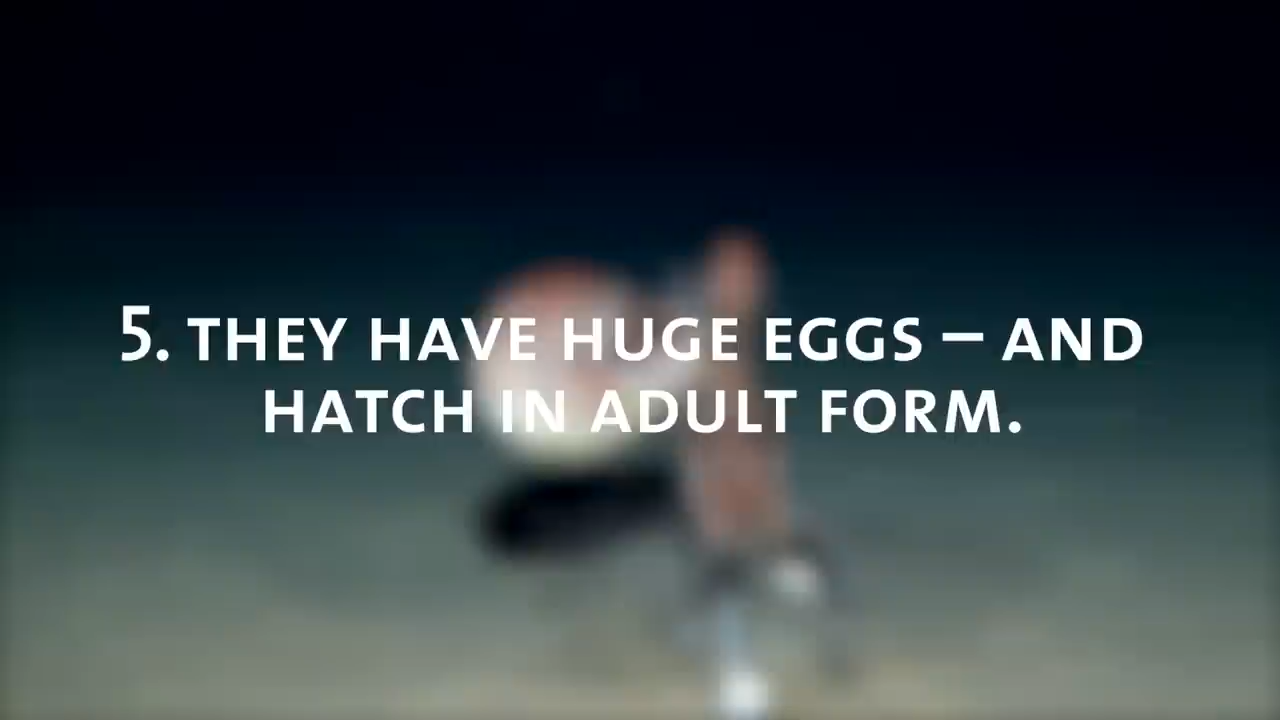 5. THEY HAVE HUGE EGGS – AND
HATCH IN ADULT FORM.